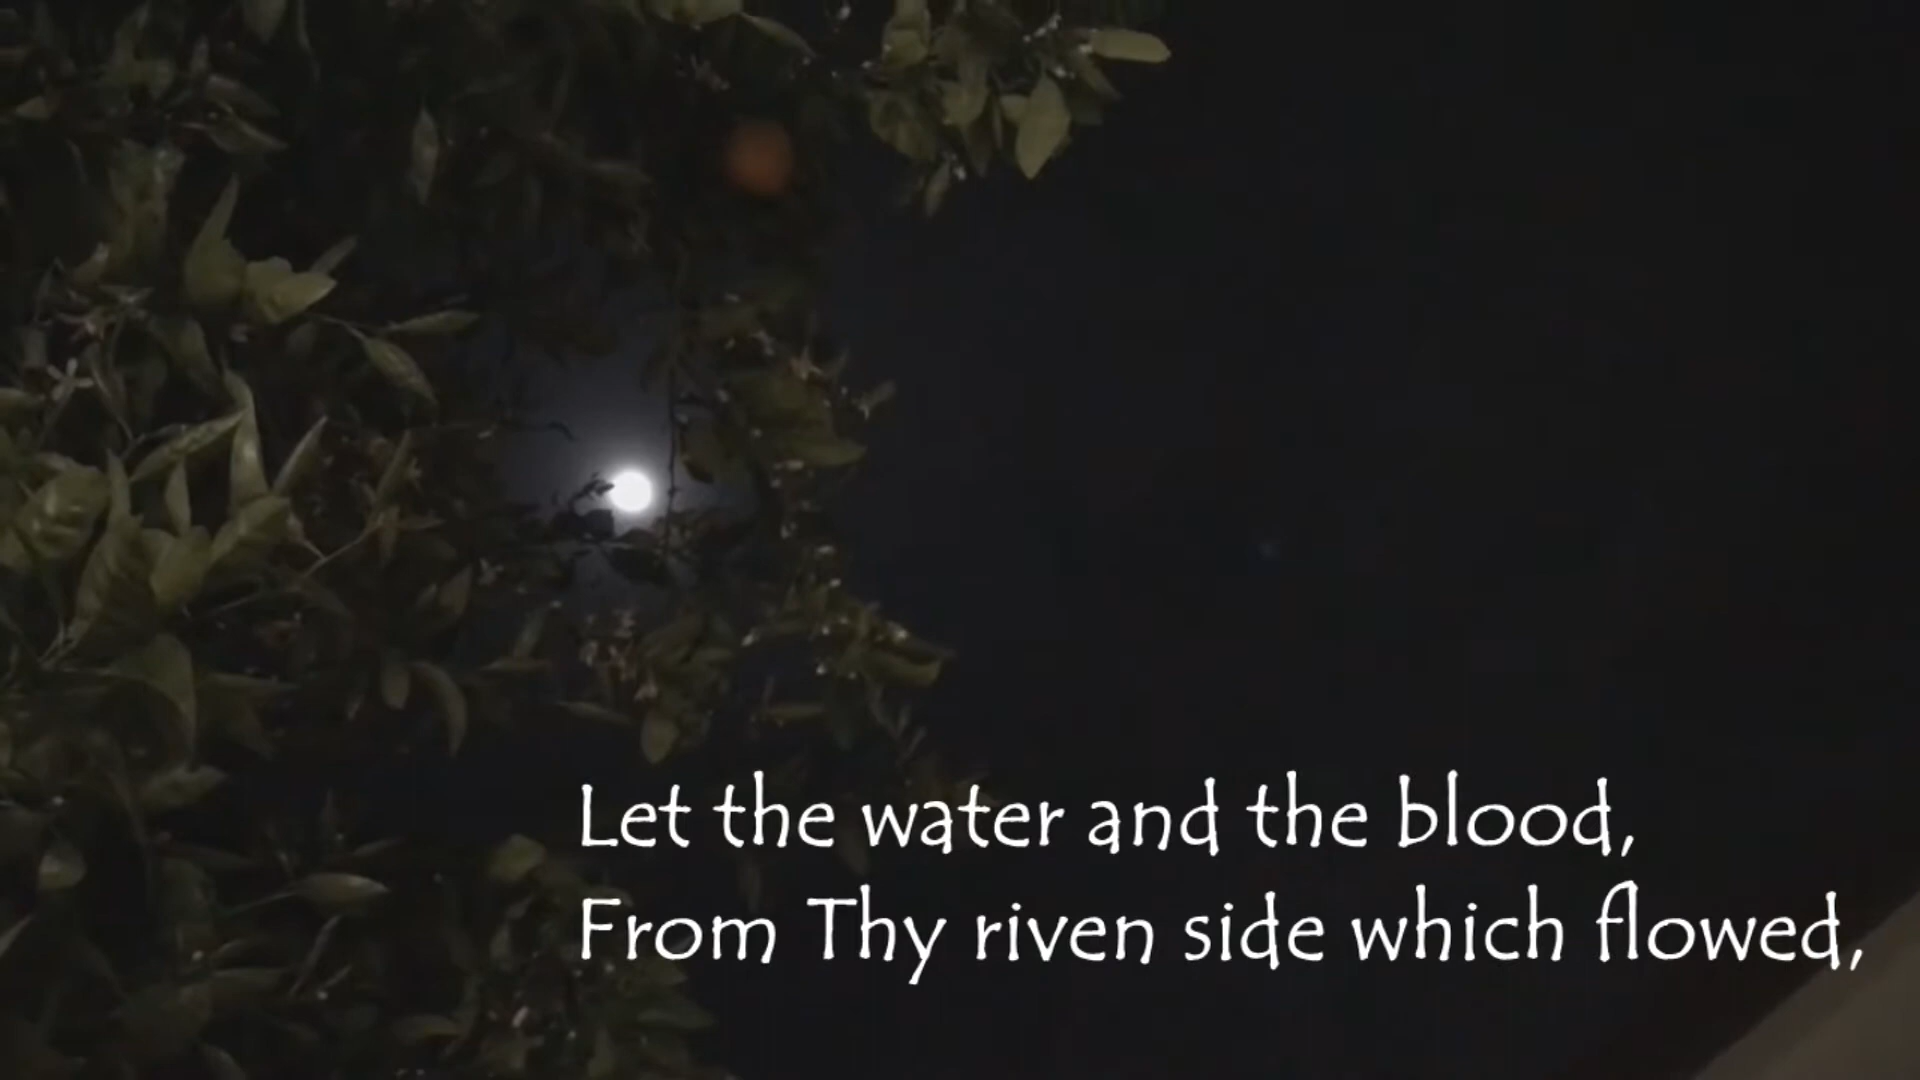 Let the water and the blood,
From Thy riven side which flowed,